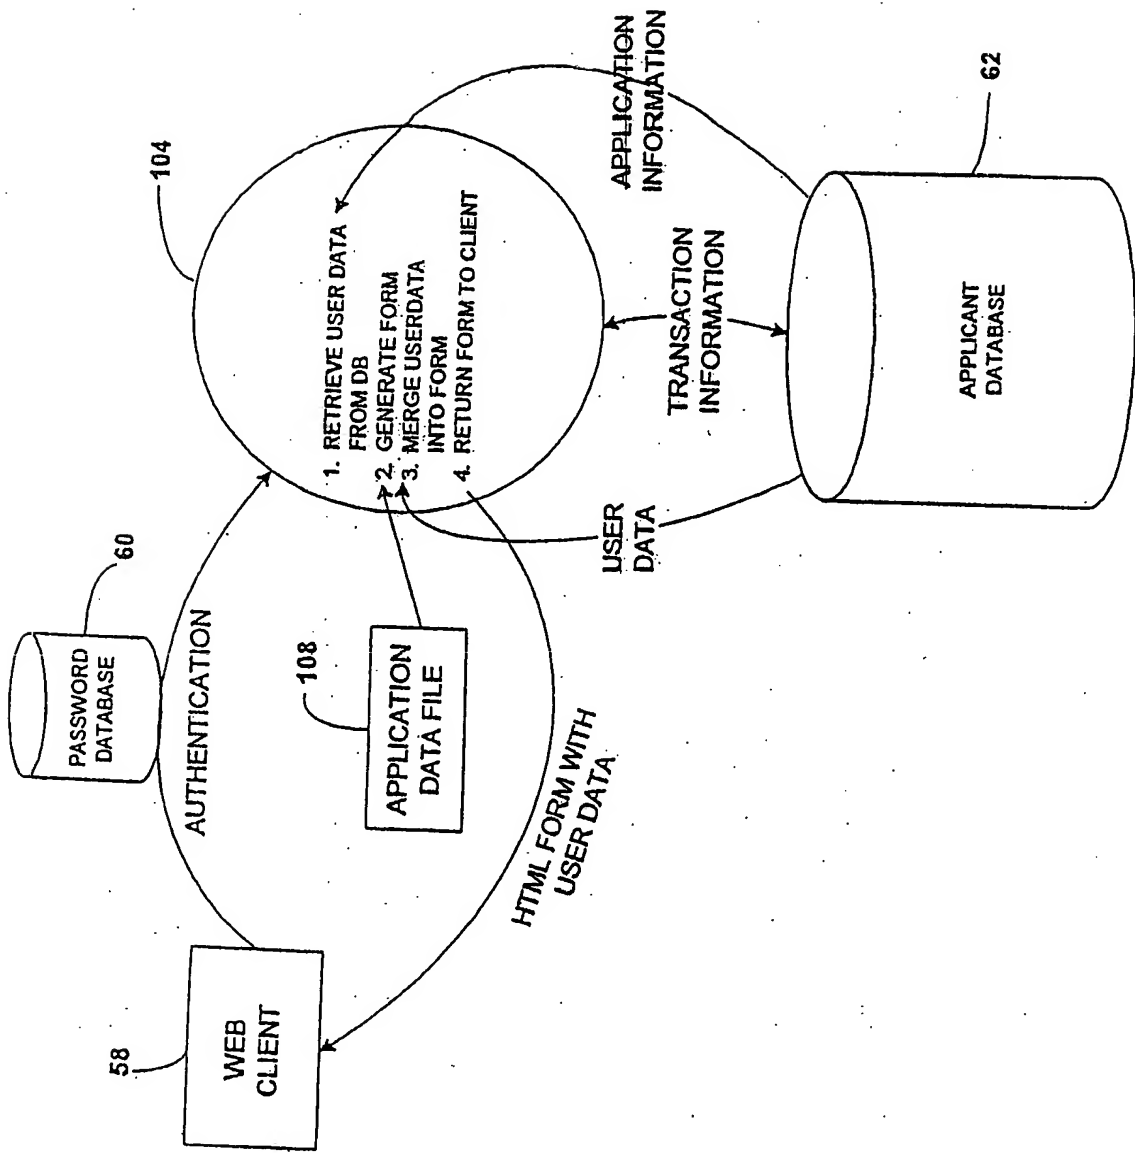 60
PASSWORD
DATABASE
58
WEB
CLIENT
AUTHENTICATION
104
108
APPLICATION
DATA FILE
1. RETRIEVE USER DATA
FROM DB
2. GENERATE FORM
3. MERGE USERDATA
INTO FORM
4. RETURN FORM TO CLIENT
HTML FORM WITH
USER DATA
USER
DATA
TRANSACTION
INFORMATION
APPLICATION
INFORMATION
62
APPLICANT
DATABASE